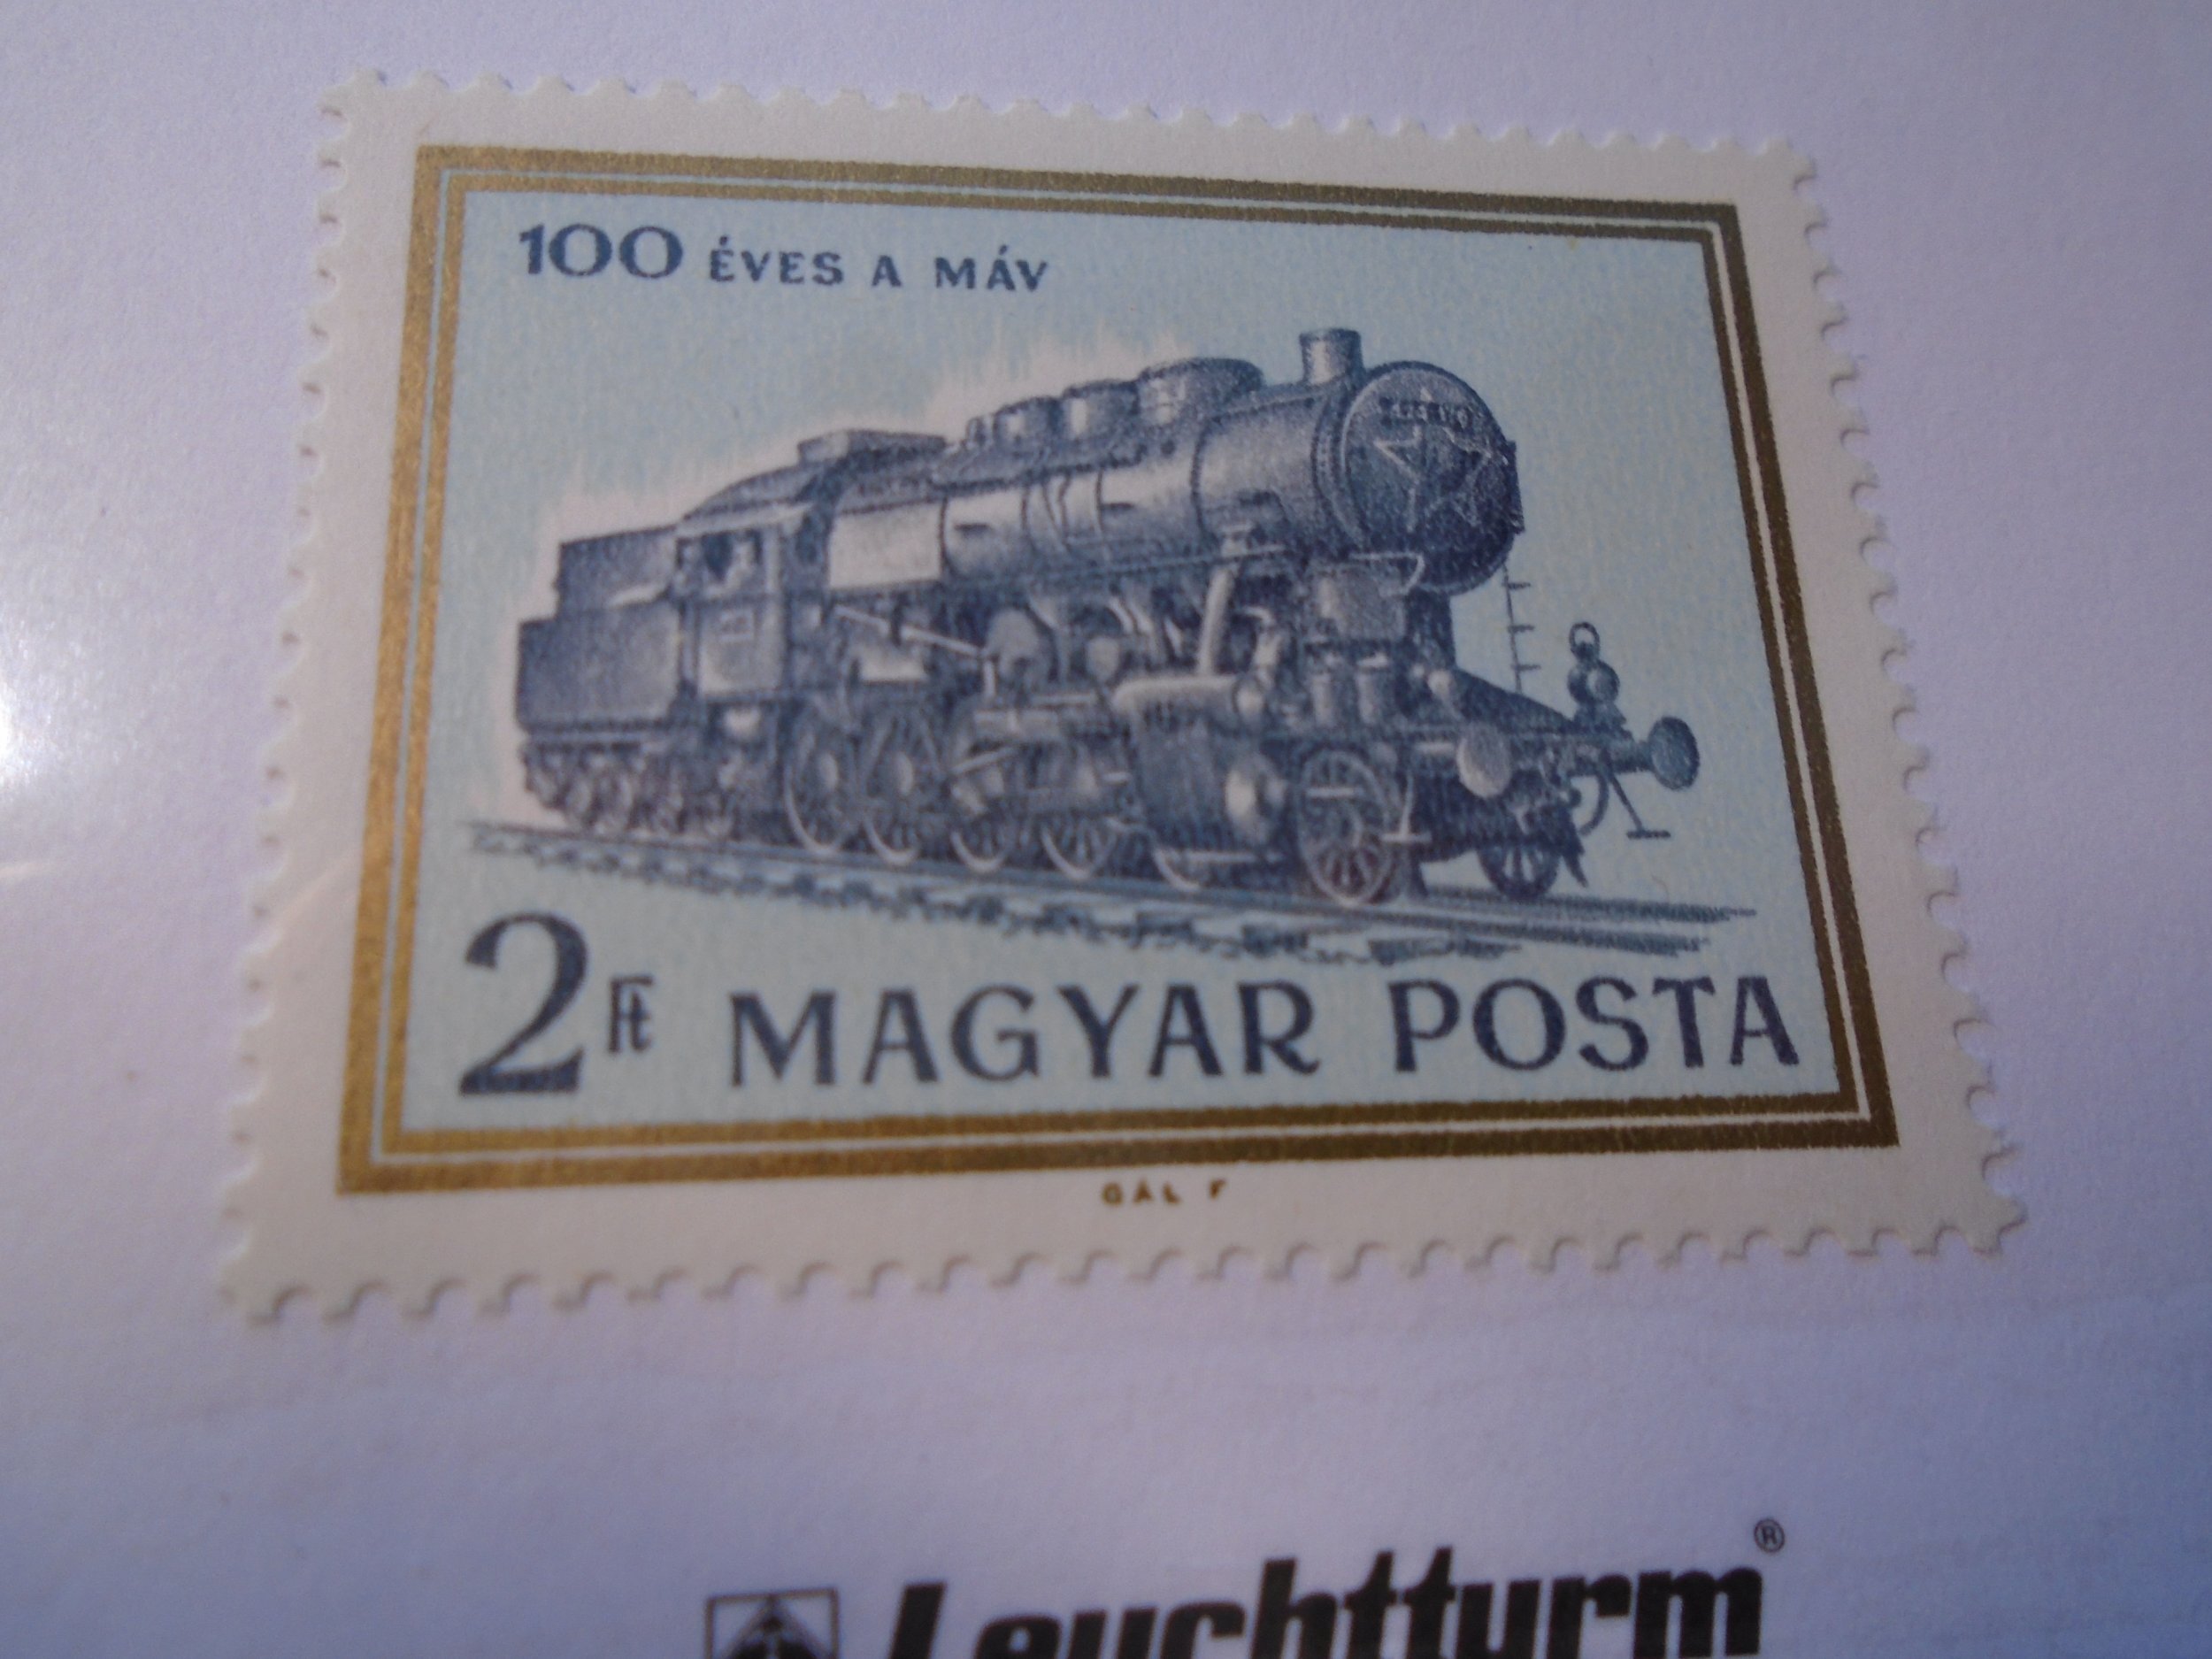 100 ÉVES A MÁV
2 Ft MAGYAR POSTA
GÁL F
Leuchtturm®